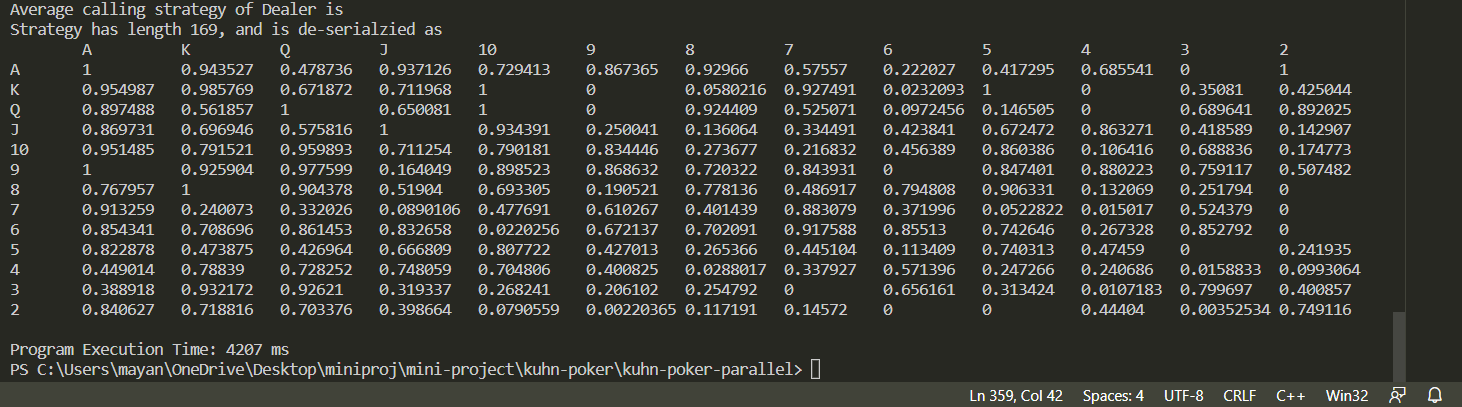 Average calling strategy of Dealer is
Strategy has length 169, and is de-serialzied as
A K Q J 10 9 8 7 6 5 4 3 2
A 1 0.943527 0.478736 0.937126 0.729413 0.867365 0.92966 0.57557 0.222027 0.417295 0.685541 0 1
K 0.954987 0.985769 0.671872 0.711968 1 0 0.0580216 0.927491 0.0232093 1 0 0.35081 0.425044
Q 0.897488 0.561857 1 0.650081 1 0 0.924409 0.525071 0.0972456 0.146505 0 0.689641 0.892025
J 0.869731 0.696946 0.575816 1 0.934391 0.250041 0.136064 0.334491 0.423841 0.672472 0.863271 0.418589 0.142907
10 0.951485 0.791521 0.959893 0.711254 0.790181 0.834446 0.273677 0.216832 0.456389 0.860386 0.106416 0.688836 0.174773
9 1 0.925904 0.977599 0.164049 0.898523 0.868632 0.720322 0.843931 0 0.847401 0.880223 0.759117 0.507482
8 0.767957 1 0.904378 0.51904 0.693305 0.190521 0.778136 0.486917 0.794808 0.906331 0.132069 0.251794 0
7 0.913259 0.240073 0.332026 0.0890106 0.477691 0.610267 0.401439 0.883079 0.371996 0.0522822 0.015017 0.524379 0
6 0.854341 0.708696 0.861453 0.832658 0.0220256 0.672137 0.702091 0.917588 0.85513 0.742646 0.267328 0.852792 0
5 0.822878 0.473875 0.426964 0.666809 0.807722 0.427013 0.265366 0.445104 0.113409 0.740313 0.47459 0 0.241935
4 0.449014 0.78839 0.728252 0.748059 0.704806 0.400825 0.0288017 0.337927 0.571396 0.247266 0.240686 0.0158833 0.0993064
3 0.388918 0.932172 0.92621 0.319337 0.268241 0.206102 0.254792 0 0.656161 0.313424 0.0107183 0.799697 0.400857
2 0.840627 0.718816 0.703376 0.398664 0.0790559 0.00220365 0.117191 0.14572 0 0 0.44404 0.00352534 0.749116
Program Execution Time: 4207 ms
PS C:\Users\mayan\OneDrive\Desktop\miniproj\mini-project\kuhn-poker\kuhn-poker-parallel>
Ln 359, Col 42 Spaces: 4 UTF-8 CRLF C++ Win32